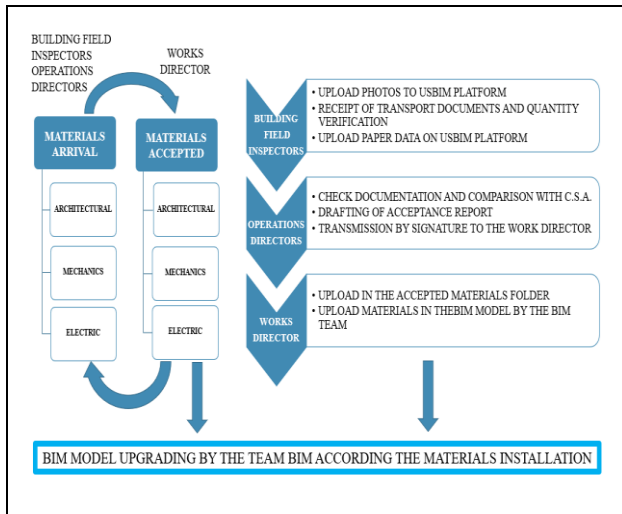 BUILDING FIELD
INSPECTORS
OPERATIONS
DIRECTORS
WORKS
DIRECTOR
MATERIALS
ARRIVAL
MATERIALS
ACCEPTED
ARCHITECTURAL
ARCHITECTURAL
MECHANICS
MECHANICS
ELECTRIC
ELECTRIC
BUILDING
FIELD
INSPECTORS
• UPLOAD PHOTOS TO USBIM PLATFORM
• RECEIPT OF TRANSPORT DOCUMENTS AND QUANTITY
VERIFICATION
• UPLOAD PAPER DATA ON USBIM PLATFORM
OPERATIONS
DIRECTORS
• CHECK DOCUMENTATION AND COMPARISON WITH C.S.A.
• DRAFTING OF ACCEPTANCE REPORT
• TRANSMISSION BY SIGNATURE TO THE WORK DIRECTOR
WORKS
DIRECTOR
• UPLOAD IN THE ACCEPTED MATERIALS FOLDER
• UPLOAD MATERIALS IN THEBIM MODEL BY THE BIM
TEAM
BIM MODEL UPGRADING BY THE TEAM BIM ACCORDING THE MATERIALS INSTALLATION